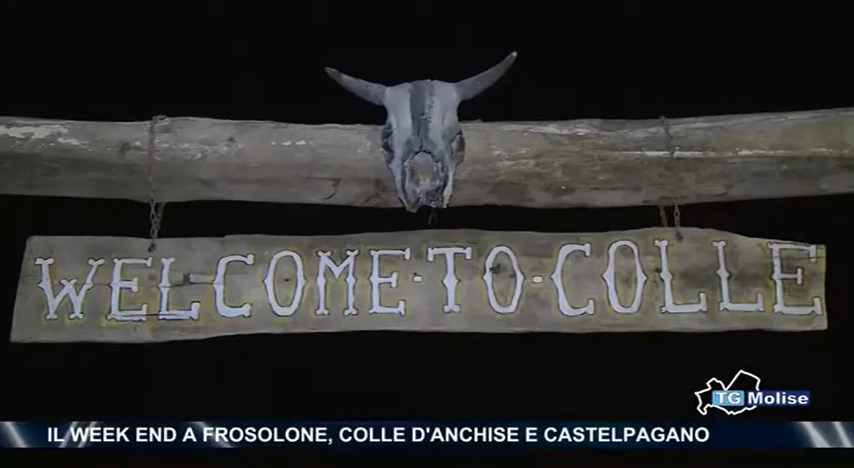 WELCOME-TO-COLLE
TG Molise
IL WEEK END A FROSOLONE, COLLE D'ANCHISE E CASTELPAGANO